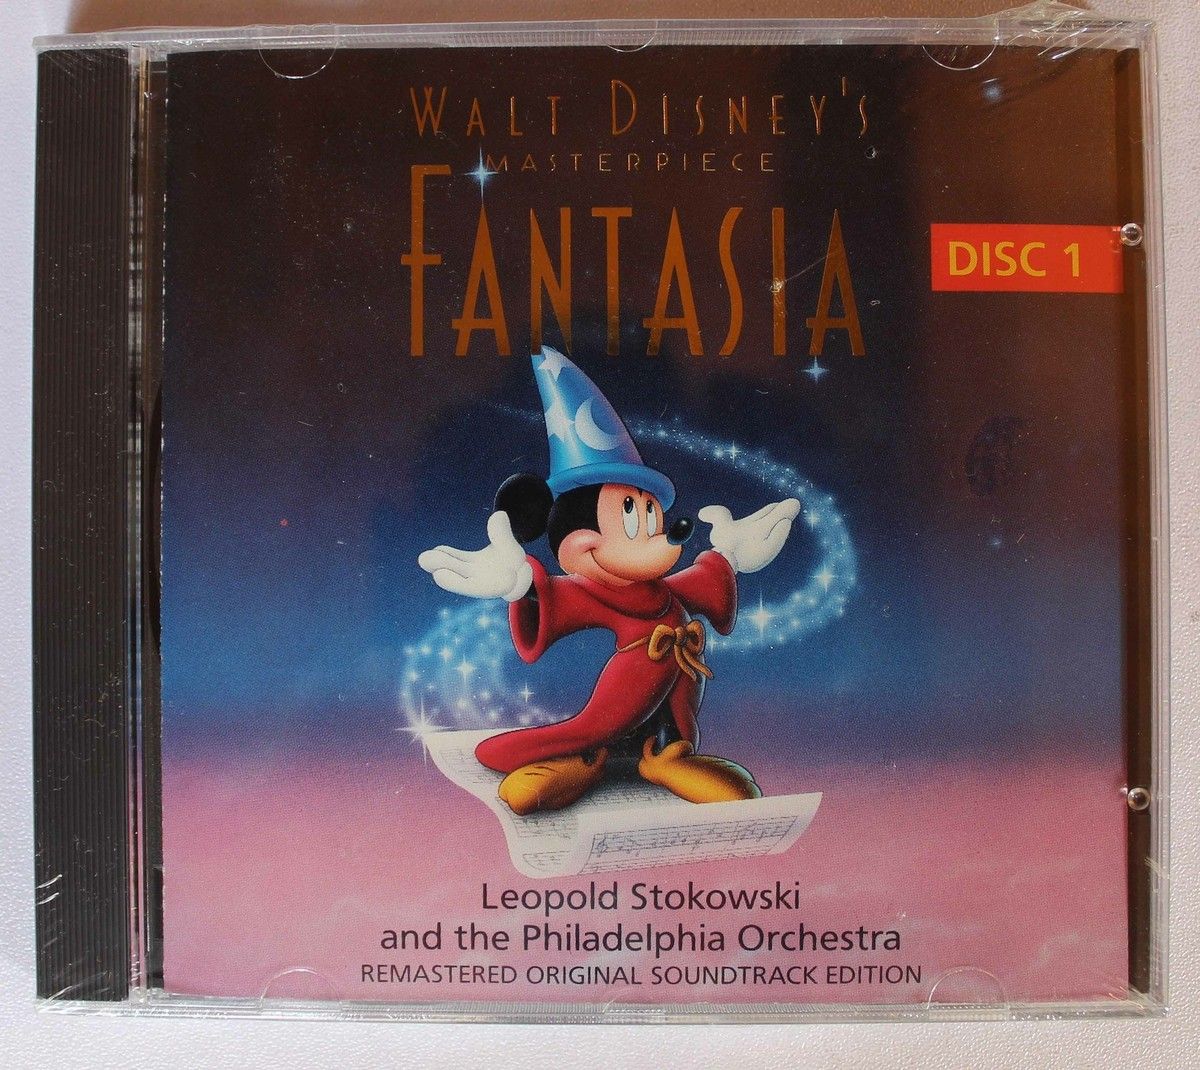 WALT DISNEY'S
MASTERPIECE
FANTASIA
DISC 1
Leopold Stokowski
and the Philadelphia Orchestra
REMASTERED ORIGINAL SOUNDTRACK EDITION